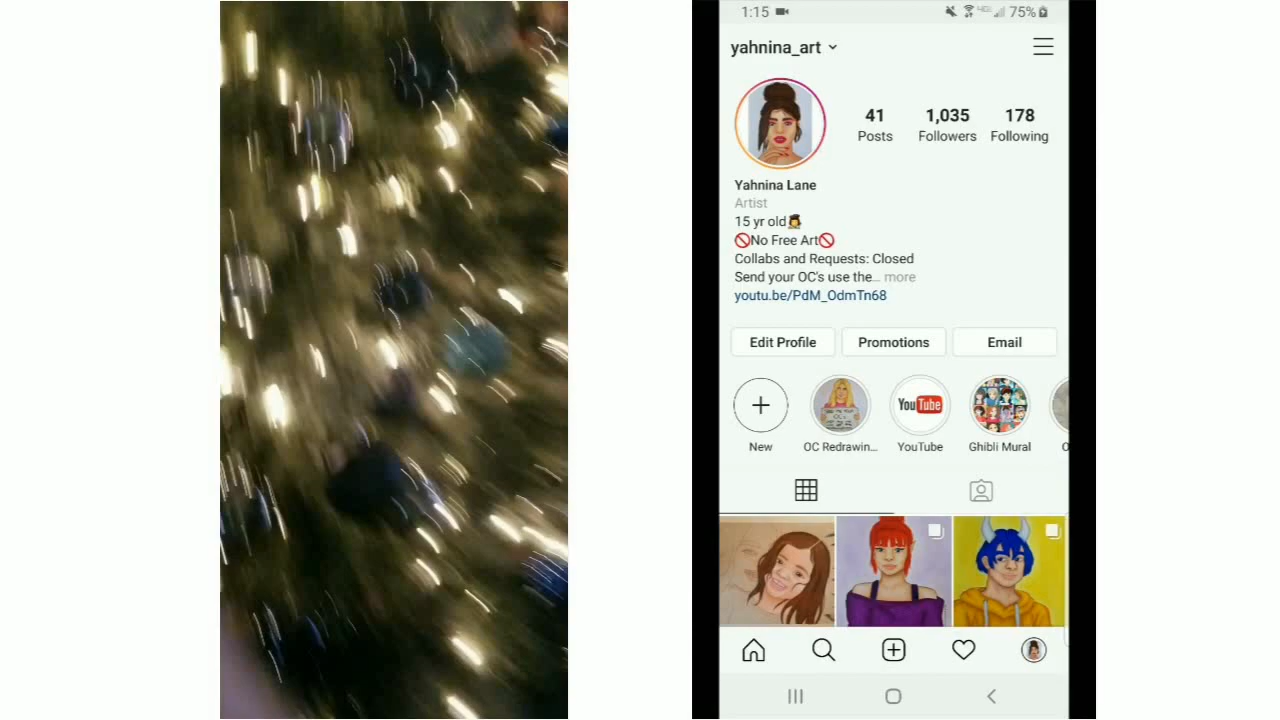 1:15 75%
yahnina_art
41 1,035 178
Posts Followers Following
Yahnina Lane
Artist
15 yr old
No Free Art
Collabs and Requests: Closed
Send your OC's use the... more
youtu.be/PdM_OdmTn68
Edit Profile Promotions Email
YouTube
New OC Redrawin... YouTube Ghibli Mural O